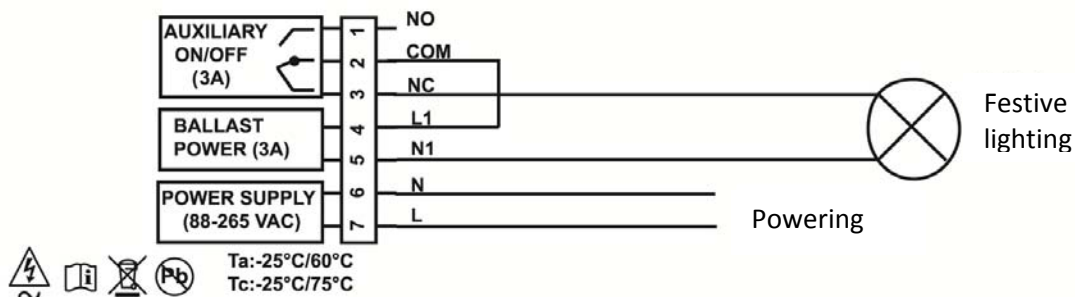 AUXILIARY
ON/OFF
(3A)
1
NO
2
COM
3
NC
BALLAST
POWER (3A)
4
L1
5
N1
POWER SUPPLY
(88-265 VAC)
6
N
7
L
Festive
lighting
Powering
Pb
Ta:-25°C/60°C
Tc:-25°C/75°C